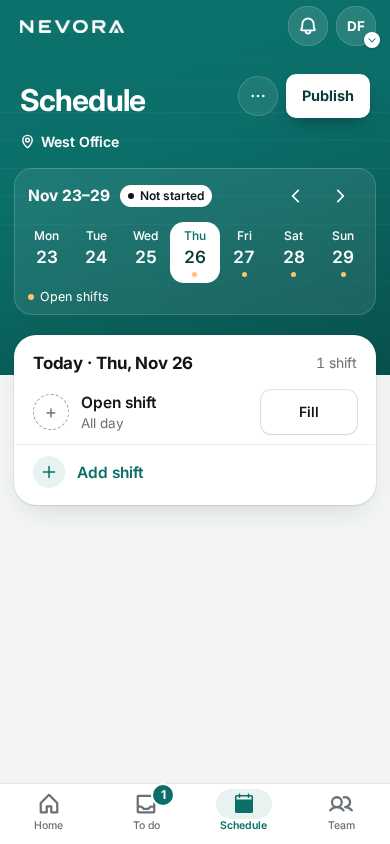 NEVORA
DF
Schedule
Publish
West Office
Nov 23–29
Not started
Mon Tue Wed Thu Fri Sat Sun
23 24 25 26 27 28 29
Open shifts
Today · Thu, Nov 26
1 shift
Open shift
All day
Fill
Add shift
1
Home To do Schedule Team